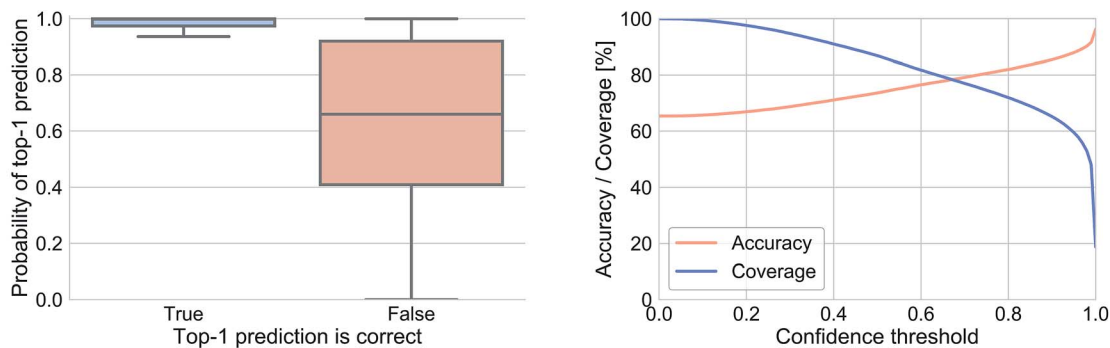 Probability of top-1 prediction
1.0
0.8
0.6
0.4
0.2
0.0
True
False
Top-1 prediction is correct
Accuracy / Coverage [%]
100
80
60
40
20
0
Accuracy
Coverage
0.0
0.2
0.4
0.6
0.8
1.0
Confidence threshold